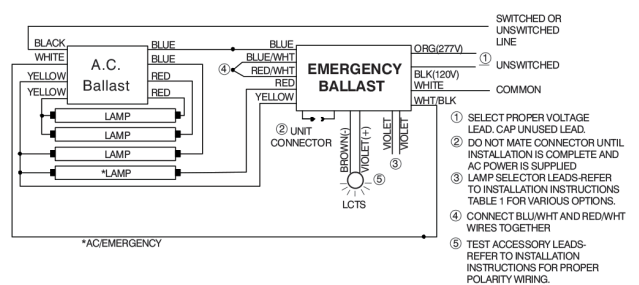 SWITCHED OR
UNSWITCHED
LINE
BLACK
WHITE
YELLOW
YELLOW
A.C.
Ballast
BLUE
BLUE
RED
RED
LAMP
LAMP
LAMP
*LAMP
*AC/EMERGENCY
BLUE
BLUE/WHT
④
RED/WHT
RED
YELLOW
EMERGENCY
BALLAST
ORG(277V)
①
UNSWITCHED
BLK(120V)
WHITE
COMMON
WHT/BLK
② UNIT
CONNECTOR
BROWN(-)
VIOLET(+)
VIOLET
VIOLET
③
⑤
LCTS
① SELECT PROPER VOLTAGE
LEAD. CAP UNUSED LEAD.
② DO NOT MATE CONNECTOR UNTIL
INSTALLATION IS COMPLETE AND
AC POWER IS SUPPLIED
③ LAMP SELECTOR LEADS-REFER
TO INSTALLATION INSTRUCTIONS
TABLE 1 FOR VARIOUS OPTIONS.
④ CONNECT BLU/WHT AND RED/WHT
WIRES TOGETHER
⑤ TEST ACCESSORY LEADS-
REFER TO INSTALLATION
INSTRUCTIONS FOR PROPER
POLARITY WIRING.